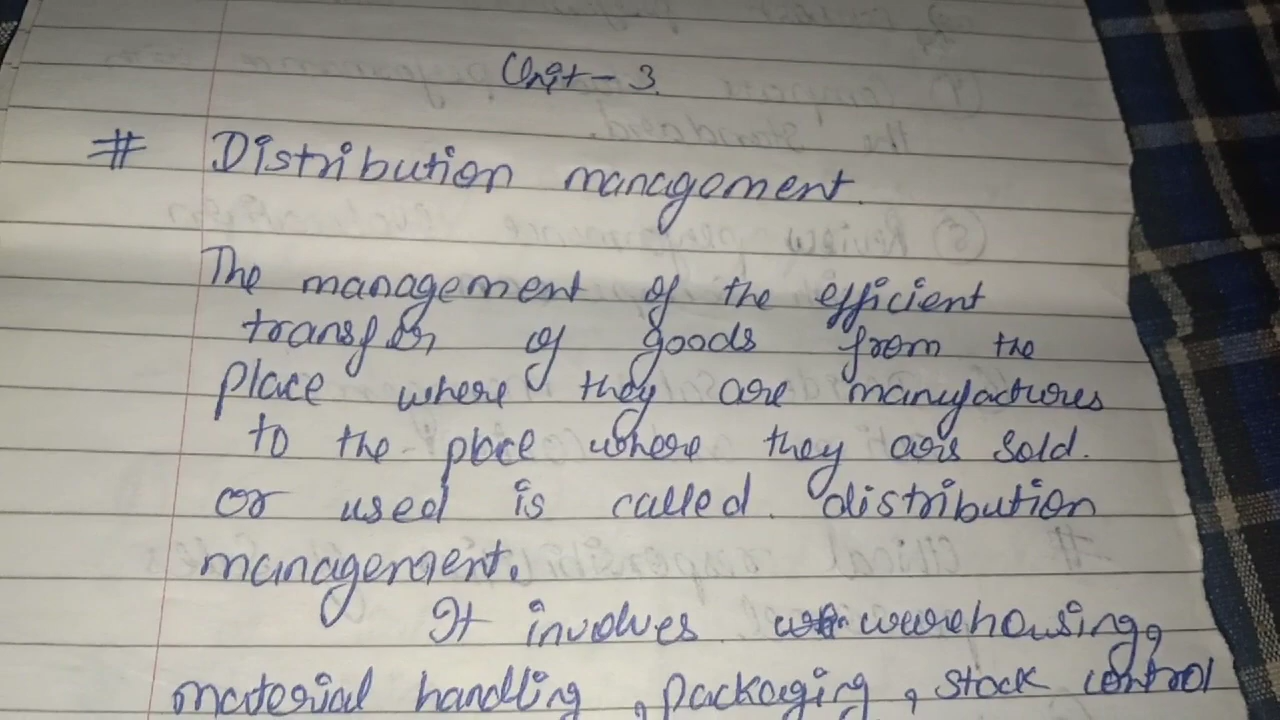 Unit - 3.
# Distribution management.
The management of the efficient
transfer of goods from the
place where they are manufactures
to the place where they are sold.
or used is called distribution
management.
It involves warehousing,
material handling, packaging, stock control